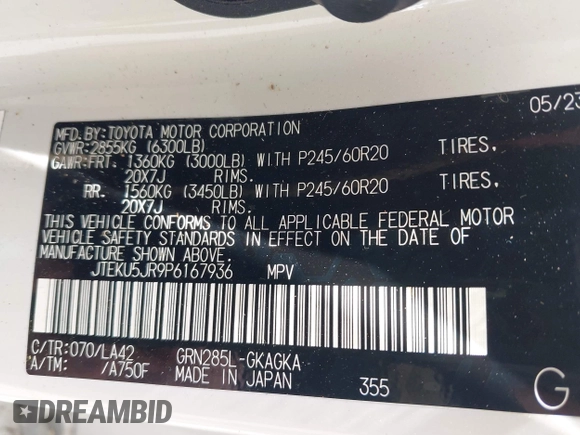 05/23
MFD.BY:TOYOTA MOTOR CORPORATION
GVWR:2855KG (6300LB)
GAWR:FRT. 1360KG (3000LB) WITH P245/60R20 TIRES,
20X7J RIMS.
RR. 1560KG (3450LB) WITH P245/60R20 TIRES,
20X7J RIMS.
THIS VEHICLE CONFORMS TO ALL APPLICABLE FEDERAL MOTOR
VEHICLE SAFETY STANDARDS IN EFFECT ON THE DATE OF
MANUFACTURE SHOWN ABOVE.
JTEKU5JR9P6167936 MPV
C/TR:070/LA42 GRN285L-GKAGKA
A/TM: /A750F MADE IN JAPAN 355 G
DREAMBID